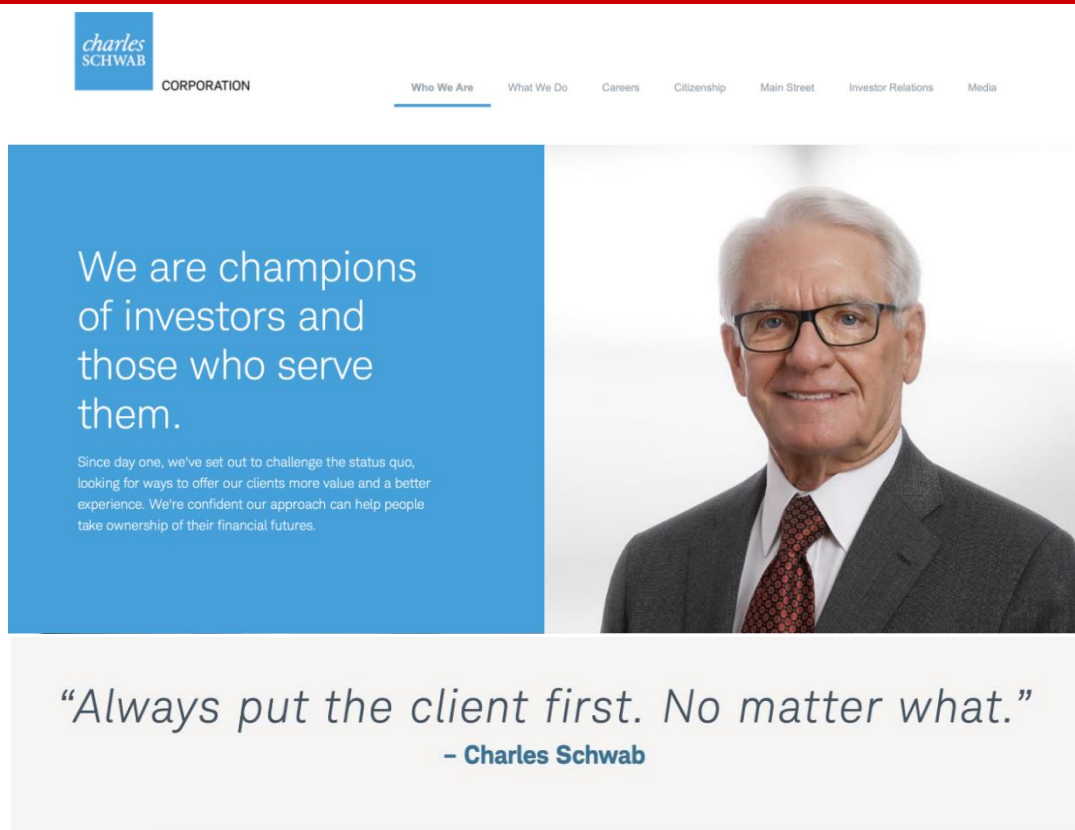 charles
SCHWAB
CORPORATION
Who We Are What We Do Careers Citizenship Main Street Investor Relations Media
We are champions
of investors and
those who serve
them.
Since day one, we've set out to challenge the status quo,
looking for ways to offer our clients more value and a better
experience. We're confident our approach can help people
take ownership of their financial futures.
“Always put the client first. No matter what.”
– Charles Schwab